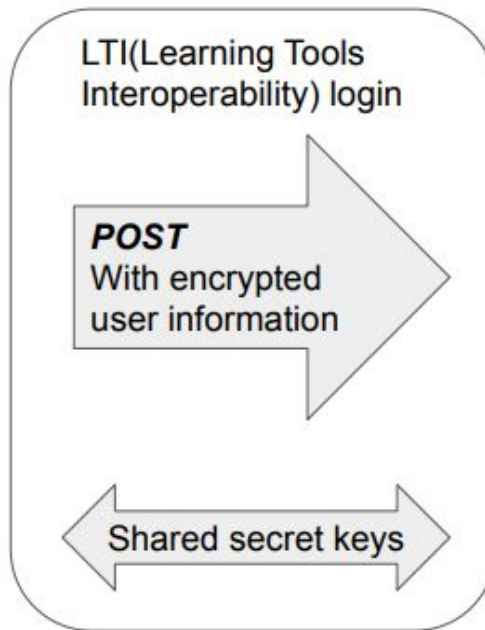 LTI(Learning Tools
Interoperability) login
POST
With encrypted
user information
Shared secret keys